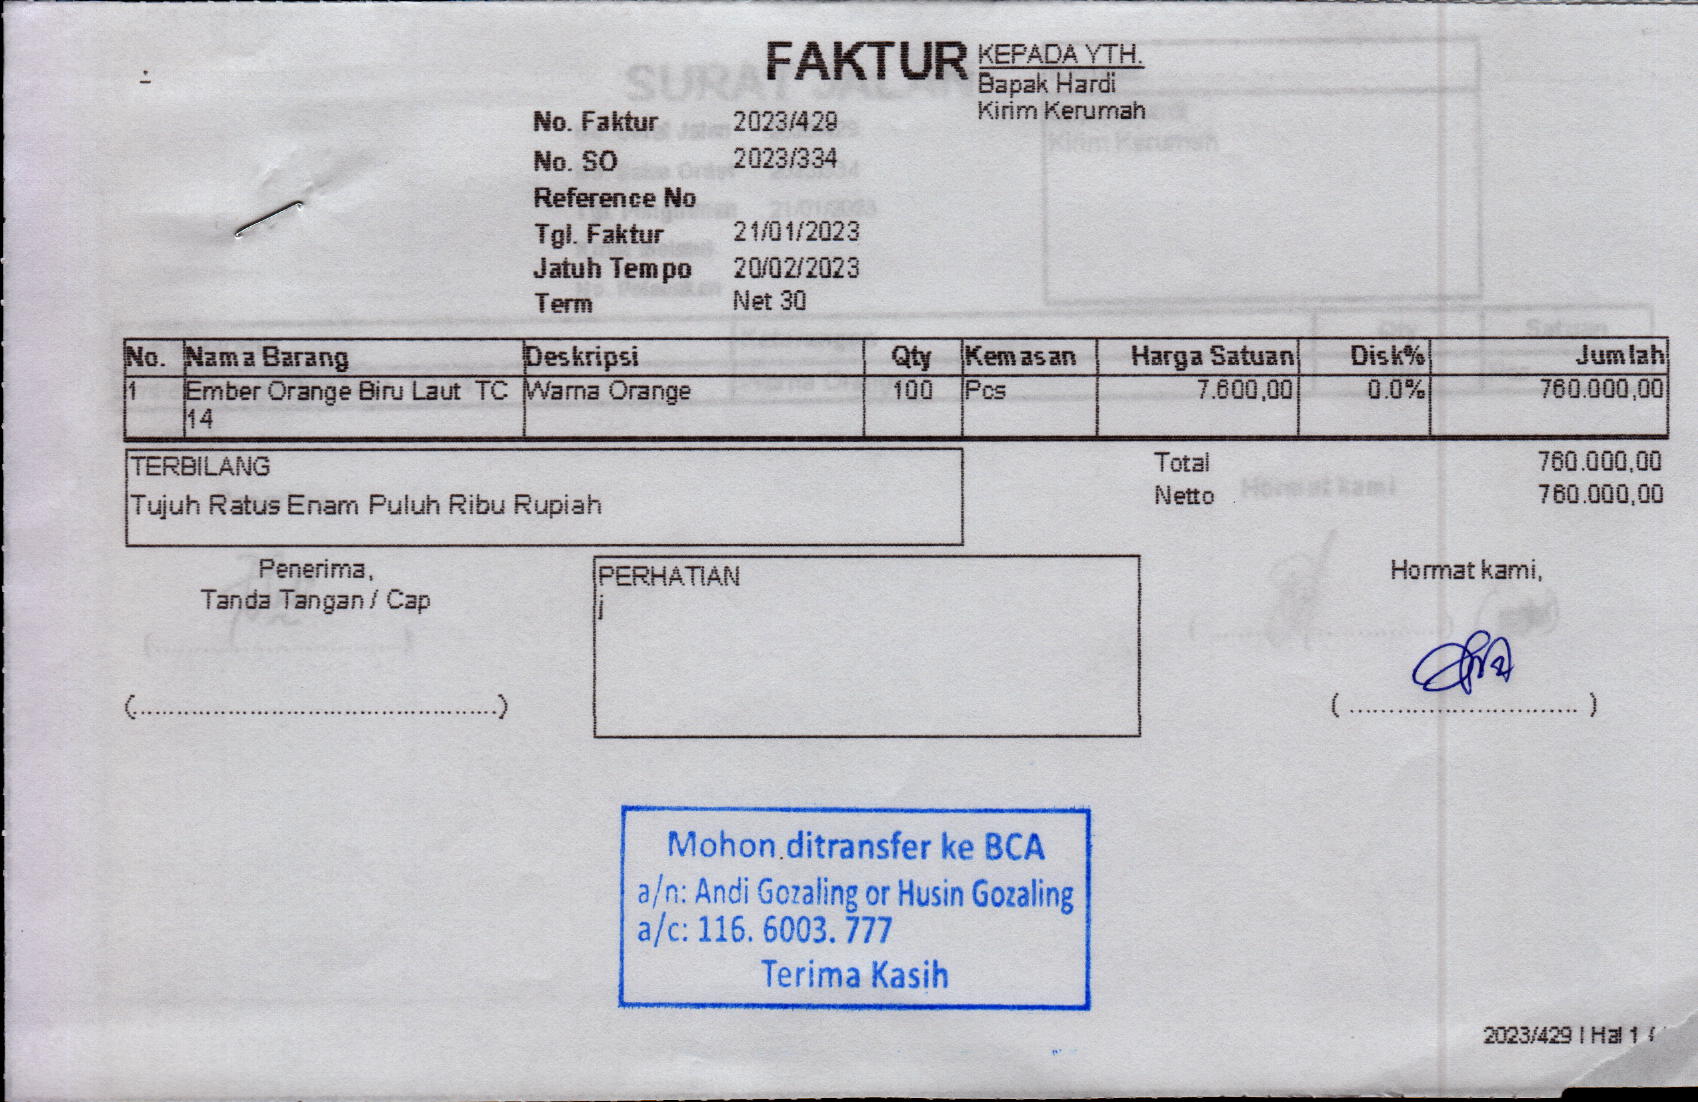 FAKTUR
KEPADA YTH.
Bapak Hardi
Kirim Kerumah
No. Faktur 2023/429
No. SO 2023/334
Reference No
Tgl. Faktur 21/01/2023
Jatuh Tempo 20/02/2023
Term Net 30
No. Nama Barang Deskripsi Qty Kemasan Harga Satuan Disk% Jumlah
1 Ember Orange Biru Laut TC Warna Orange 100 Pcs 7.600,00 0.0% 760.000,00
14
TERBILANG
Tujuh Ratus Enam Puluh Ribu Rupiah
Total 760.000,00
Netto 760.000,00
Penerima,
Tanda Tangan / Cap
(..................................................)
PERHATIAN
j
Hormat kami,
( ............................... )
Mohon ditransfer ke BCA
a/n: Andi Gozaling or Husin Gozaling
a/c: 116. 6003. 777
Terima Kasih
2023/429 | Hal 1 /